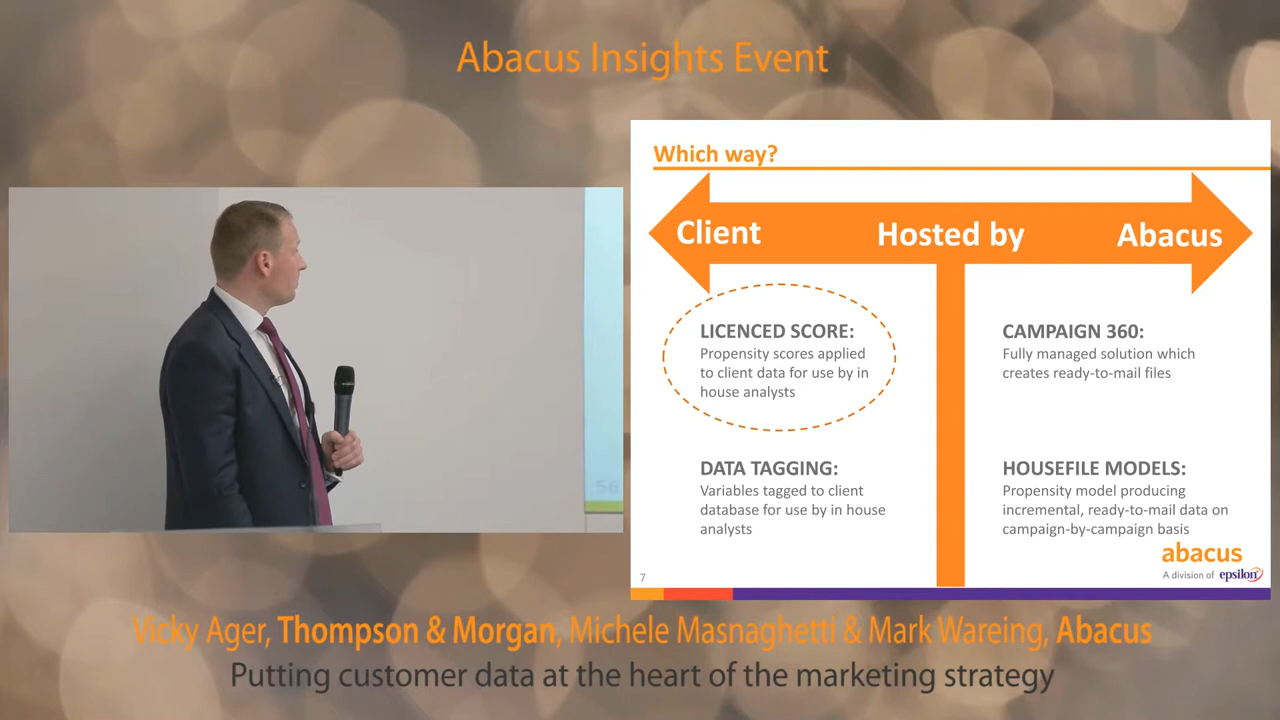 Abacus Insights Event
Which way?
Client
Hosted by
Abacus
LICENCED SCORE:
Propensity scores applied
to client data for use by in
house analysts
DATA TAGGING:
Variables tagged to client
database for use by in house
analysts
CAMPAIGN 360:
Fully managed solution which
creates ready-to-mail files
HOUSEFILE MODELS:
Propensity model producing
incremental, ready-to-mail data on
campaign-by-campaign basis
abacus
A division of epsilon
7
56
Vicky Ager, Thompson & Morgan, Michele Masnaghetti & Mark Wareing, Abacus
Putting customer data at the heart of the marketing strategy